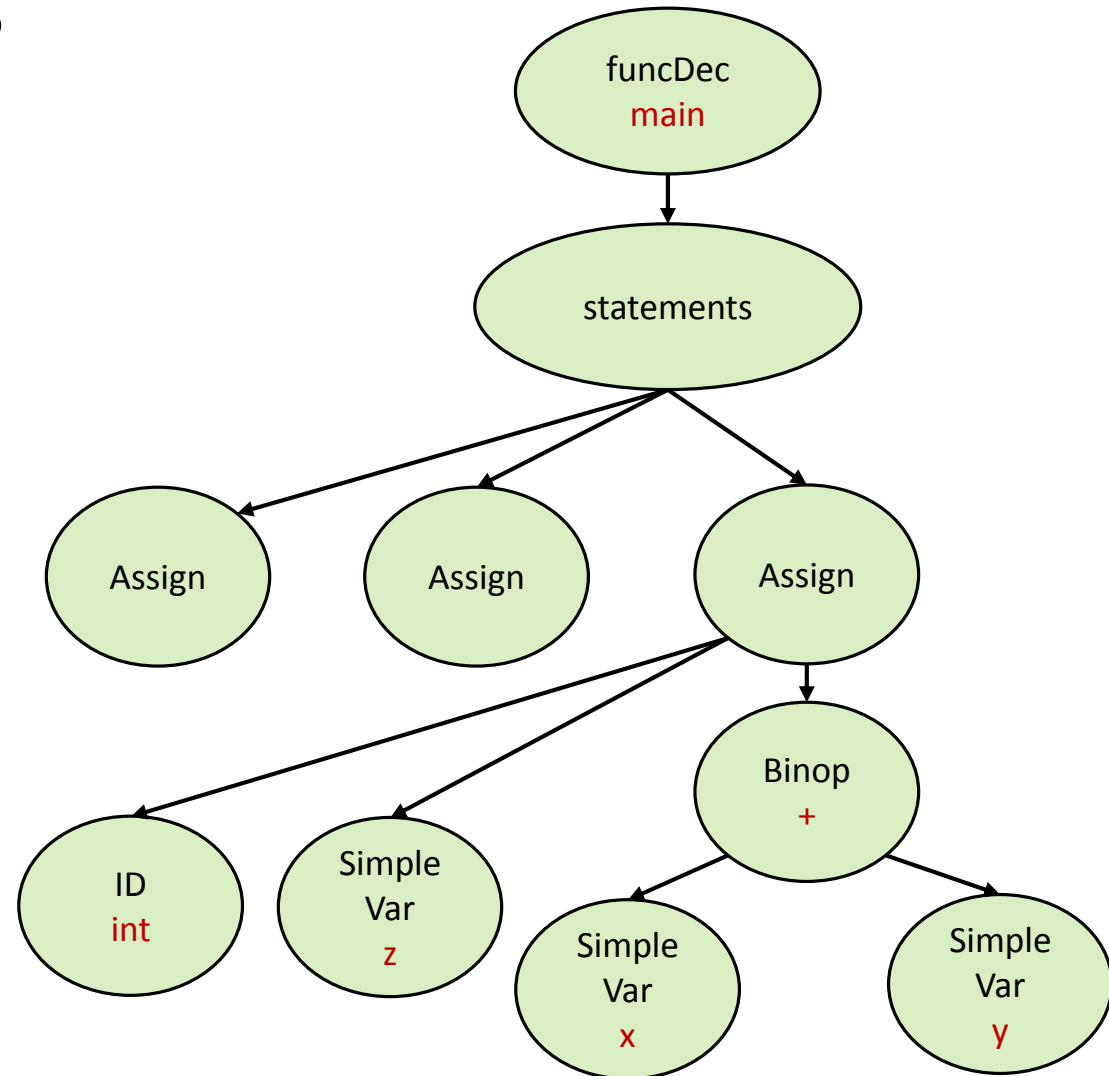 funcDec
main
statements
Assign
Assign
Assign
Binop
+
ID
int
Simple
Var
z
Simple
Var
x
Simple
Var
y